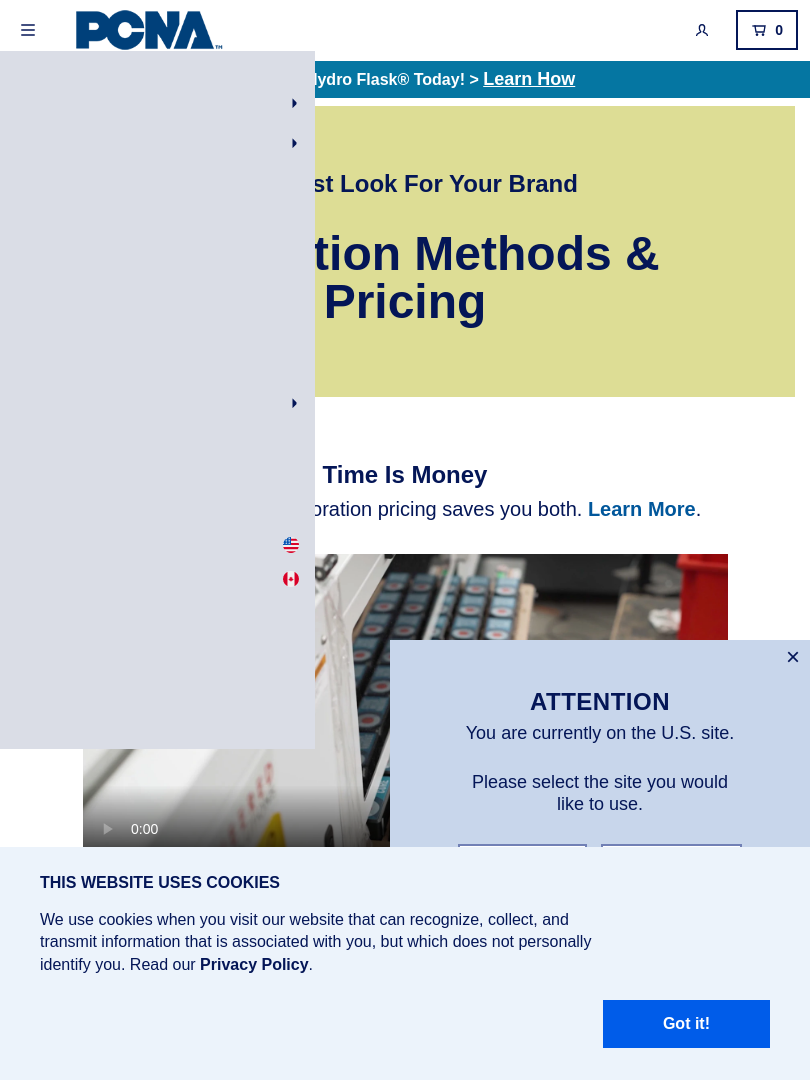 PCNA™
0
Hydro Flask® Today! > Learn How
st Look For Your Brand
tion Methods &
Pricing
Time Is Money
oration pricing saves you both. Learn More.
0:00
ATTENTION
You are currently on the U.S. site.
Please select the site you would
like to use.
THIS WEBSITE USES COOKIES
We use cookies when you visit our website that can recognize, collect, and
transmit information that is associated with you, but which does not personally
identify you. Read our Privacy Policy.
Got it!